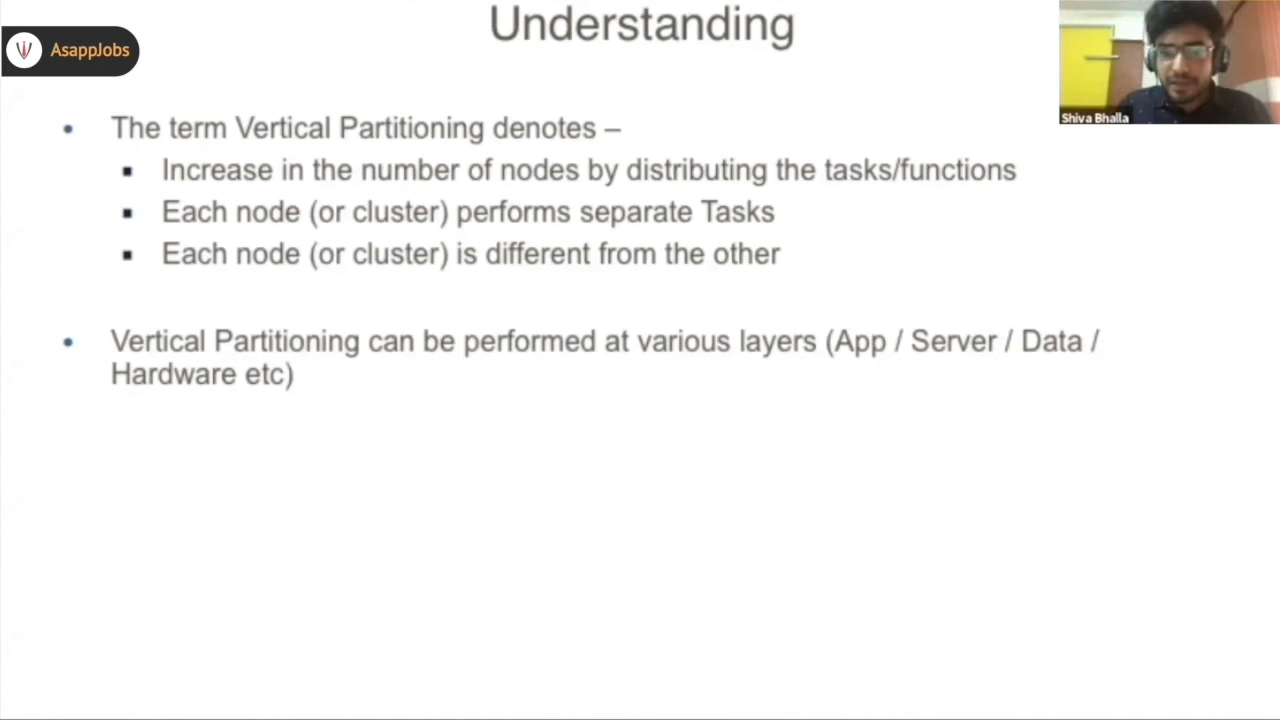 Understanding
AsappJobs
Shiva Bhalla
• The term Vertical Partitioning denotes –
▪ Increase in the number of nodes by distributing the tasks/functions
▪ Each node (or cluster) performs separate Tasks
▪ Each node (or cluster) is different from the other
• Vertical Partitioning can be performed at various layers (App / Server / Data /
Hardware etc)